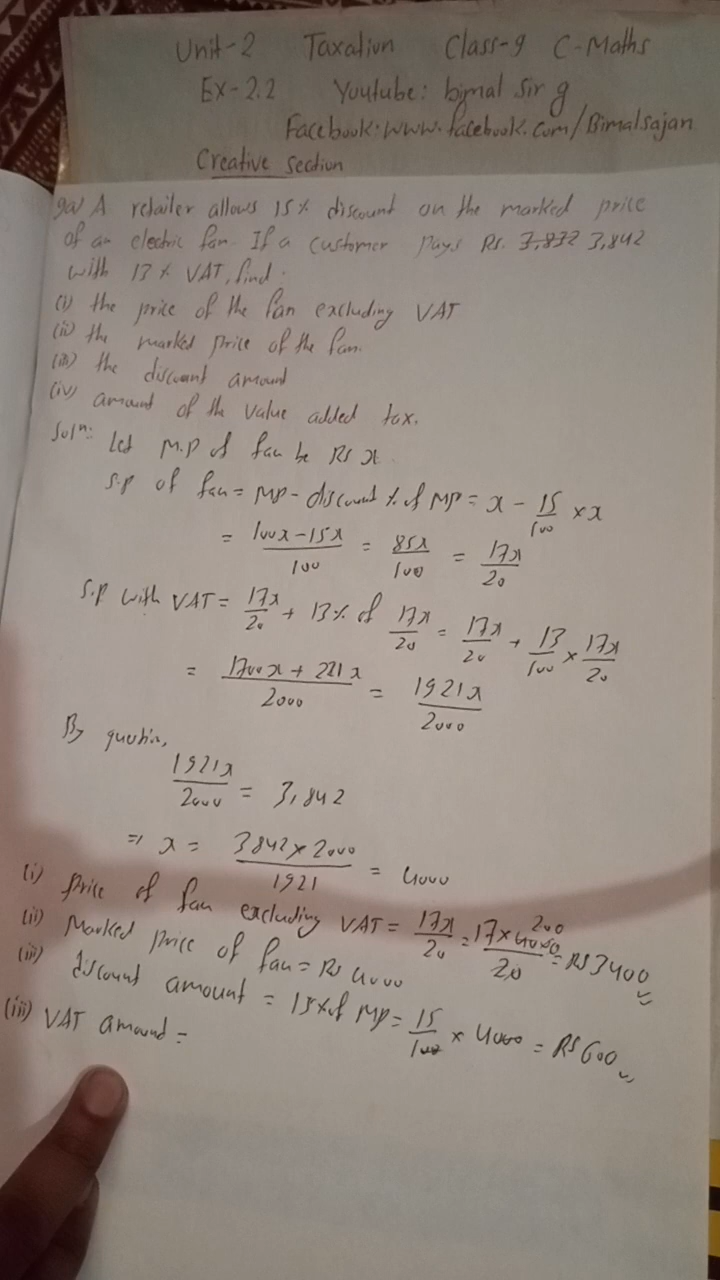 Unit-2 Taxation Class-9 C-Maths
Ex-2.2 Youtube: bimal sir g
Facebook: www.facebook.com/Bimalsajan
Creative section
9a) A retailer allows 15% discount on the marked price
of an electric fan. If a customer pays Rs. 3,832 3,842
with 13% VAT, find.
(i) the price of the fan excluding VAT
(ii) the marked price of the fan.
(iii) the discount amount
(iv) amount of the value added tax.
Soln: Let M.P of fan be Rs x
S.p of fan = MP - discount % of MP = x - 15/100 × x
= 100x-15x/100 = 85x/100 = 17x/20
S.P with VAT = 17x/20 + 13% of 17x/20 = 17x/20 + 13/100 × 17x/20
= 1700x + 221x/2000 = 1921x/2000
By question,
1921x/2000 = 3,842
⇒ x = 3842×2000/1921 = 4000
(i) Price of fan excluding VAT = 17x/20 = 17×4000/20 200 = Rs 3400
(ii) Marked price of fan = Rs 4000
(iii) discount amount = 15% of MP = 15/100 × 4000 = Rs 600
(iii) VAT amount =